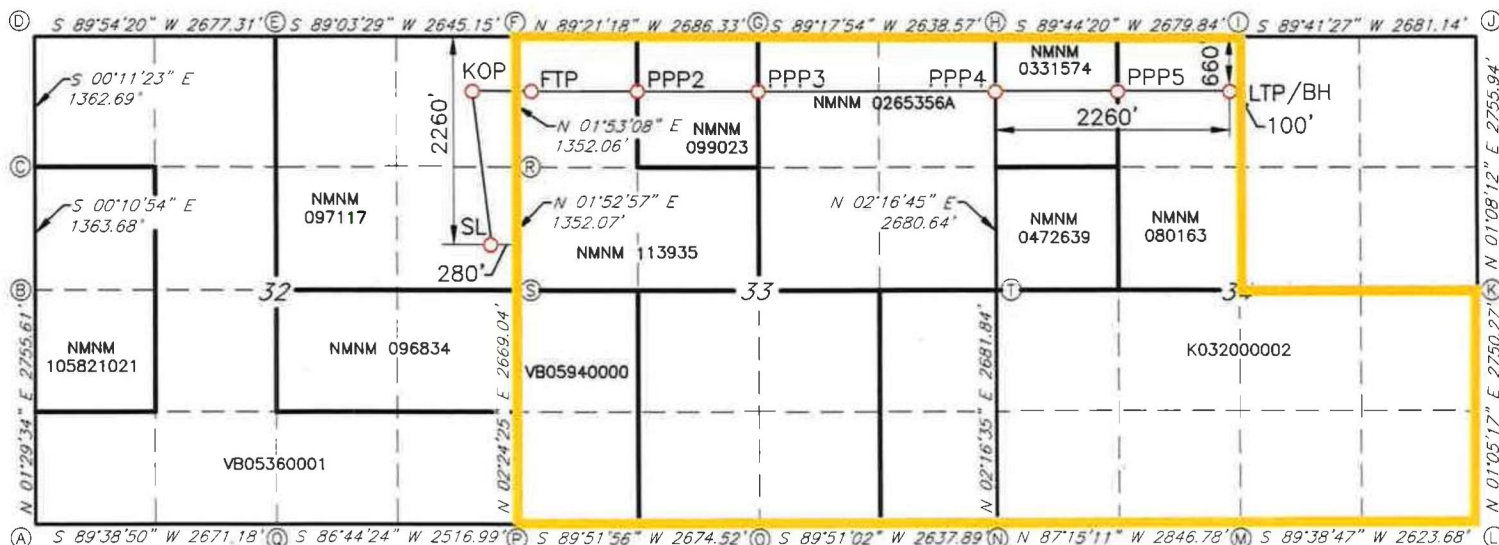 D S 89°54'20" W 2677.31' E S 89°03'29" W 2645.15' F N 89°21'18" W 2686.33' G S 89°17'54" W 2638.57' H S 89°44'20" W 2679.84' I S 89°41'27" W 2681.14' J
S 00°11'23" E
1362.69'
KOP
FTP
PPP2
PPP3
PPP4
NMNM
0331574
PPP5
660'
LTP/BH
100'
2260'
NMNM 0265356A
2260'
N 01°53'08" E
1352.06'
NMNM
099023
N 01°08'12" E 2755.94'
C
R
S 00°10'54" E
1363.68'
NMNM
097117
SL
280'
N 01°52'57" E
1352.07'
NMNM 113935
N 02°16'45" E
2680.64'
NMNM
0472639
NMNM
080163
B
32
S
33
T
34
K
N 01°29'34" E 2755.61'
NMNM
105821021
NMNM 096834
N 02°24'25" E 2669.04'
VB05940000
N 02°16'35" E 2681.84'
K032000002
N 01°05'17" E 2750.27'
VB05360001
A S 89°38'50" W 2671.18' Q S 86°44'24" W 2516.99' P S 89°51'56" W 2674.52' O S 89°51'02" W 2637.89' N N 87°15'11" W 2846.78' M S 89°38'47" W 2623.68' L